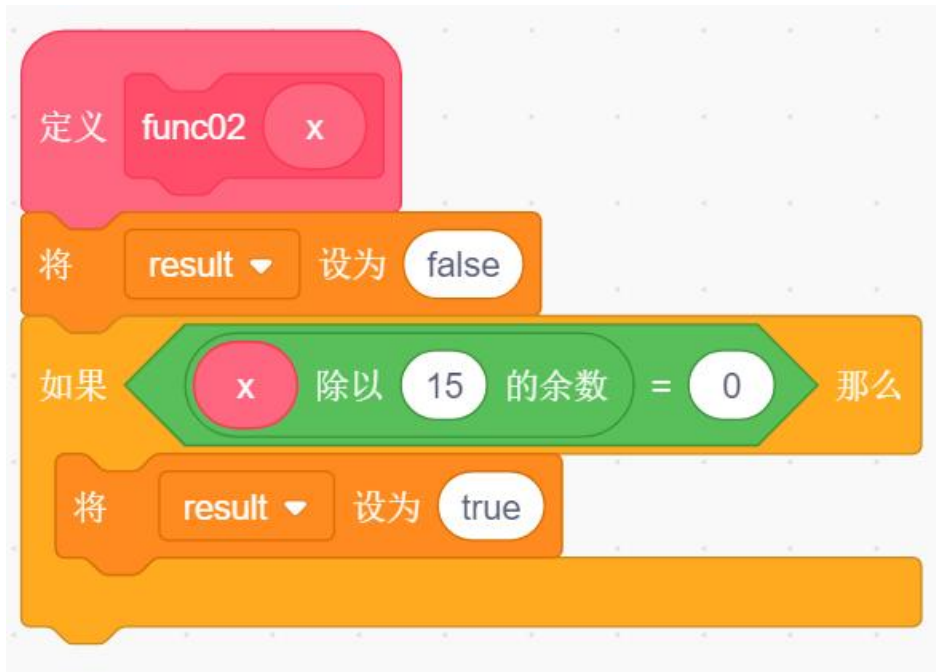 定义 func02 x
将 result 设为 false
如果 x 除以 15 的余数 = 0 那么
将 result 设为 true